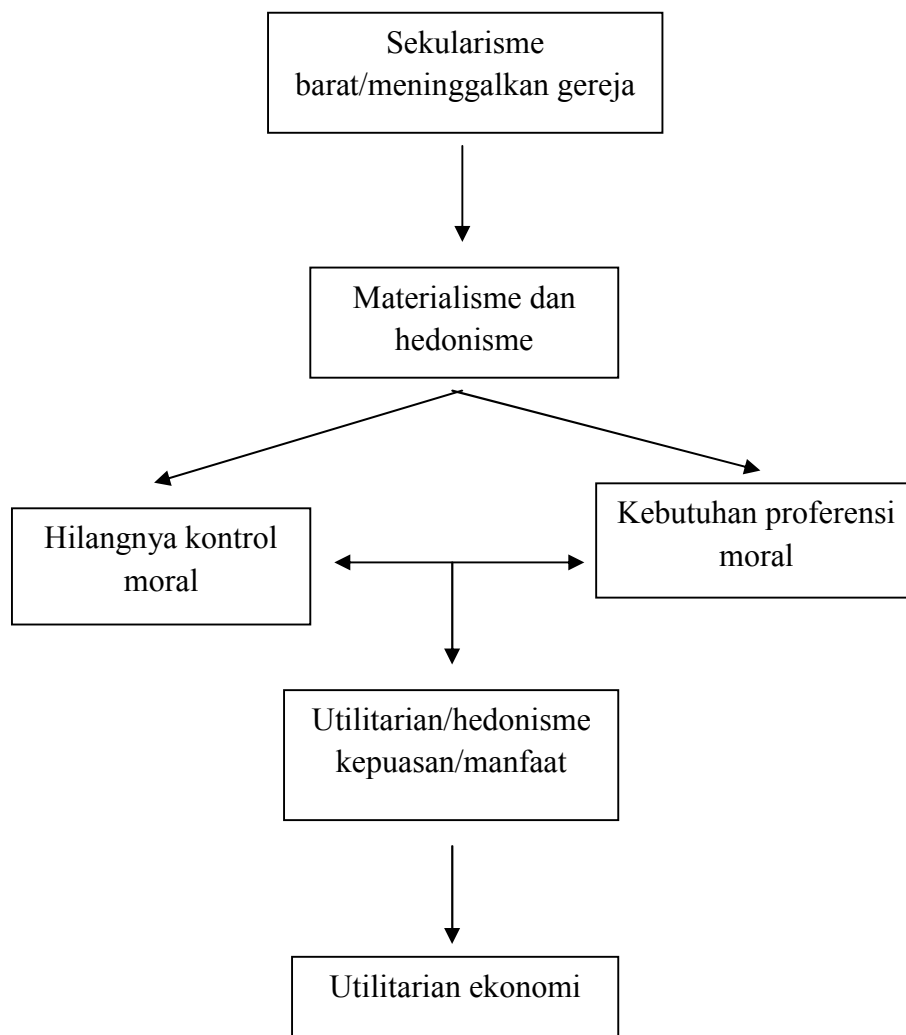 Sekularisme
barat/meninggalkan gereja
Materialisme dan
hedonisme
Hilangnya kontrol
moral
Kebutuhan proferensi
moral
Utilitarian/hedonisme
kepuasan/manfaat
Utilitarian ekonomi